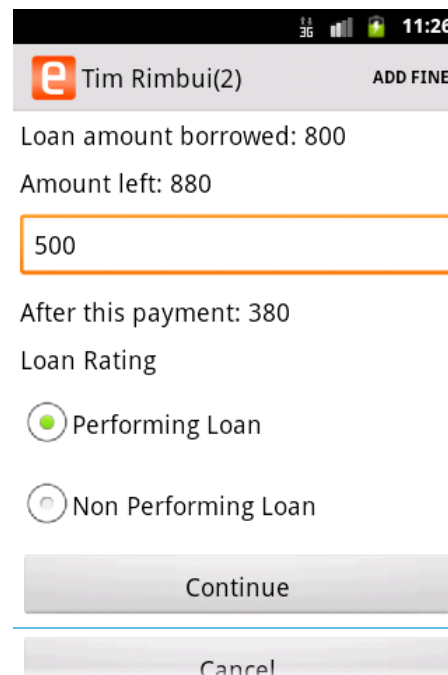 3G 11:26
e Tim Rimbui(2) ADD FINE
Loan amount borrowed: 800
Amount left: 880
500
After this payment: 380
Loan Rating
Performing Loan
Non Performing Loan
Continue
Cancel